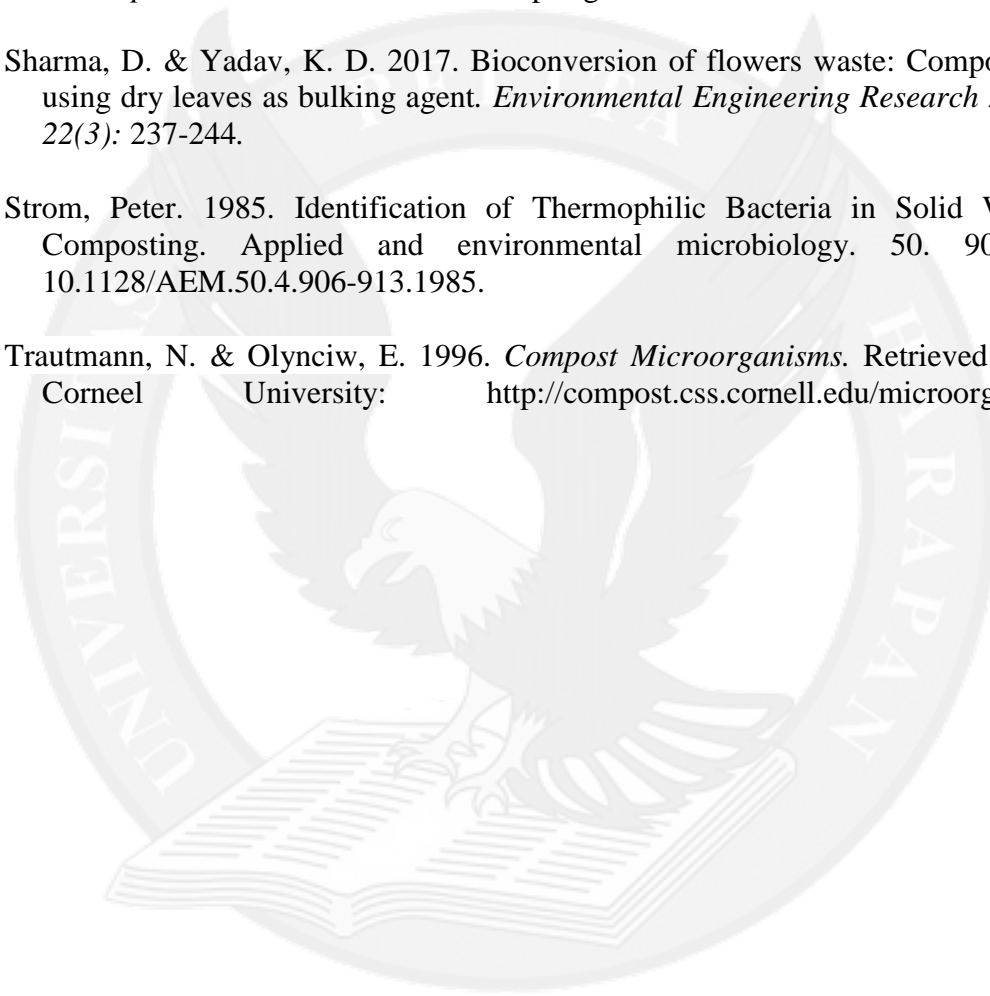 Sharma, D. & Yadav, K. D. 2017. Bioconversion of flowers waste: Compo
using dry leaves as bulking agent. Environmental Engineering Research
22(3): 237-244.
Strom, Peter. 1985. Identification of Thermophilic Bacteria in Solid
Composting. Applied and environmental microbiology. 50. 90
10.1128/AEM.50.4.906-913.1985.
Trautmann, N. & Olynciw, E. 1996. Compost Microorganisms. Retrieved
Corneel University: http://compost.css.cornell.edu/microorg
UNIVERSITAS
PELITA
HARAPAN